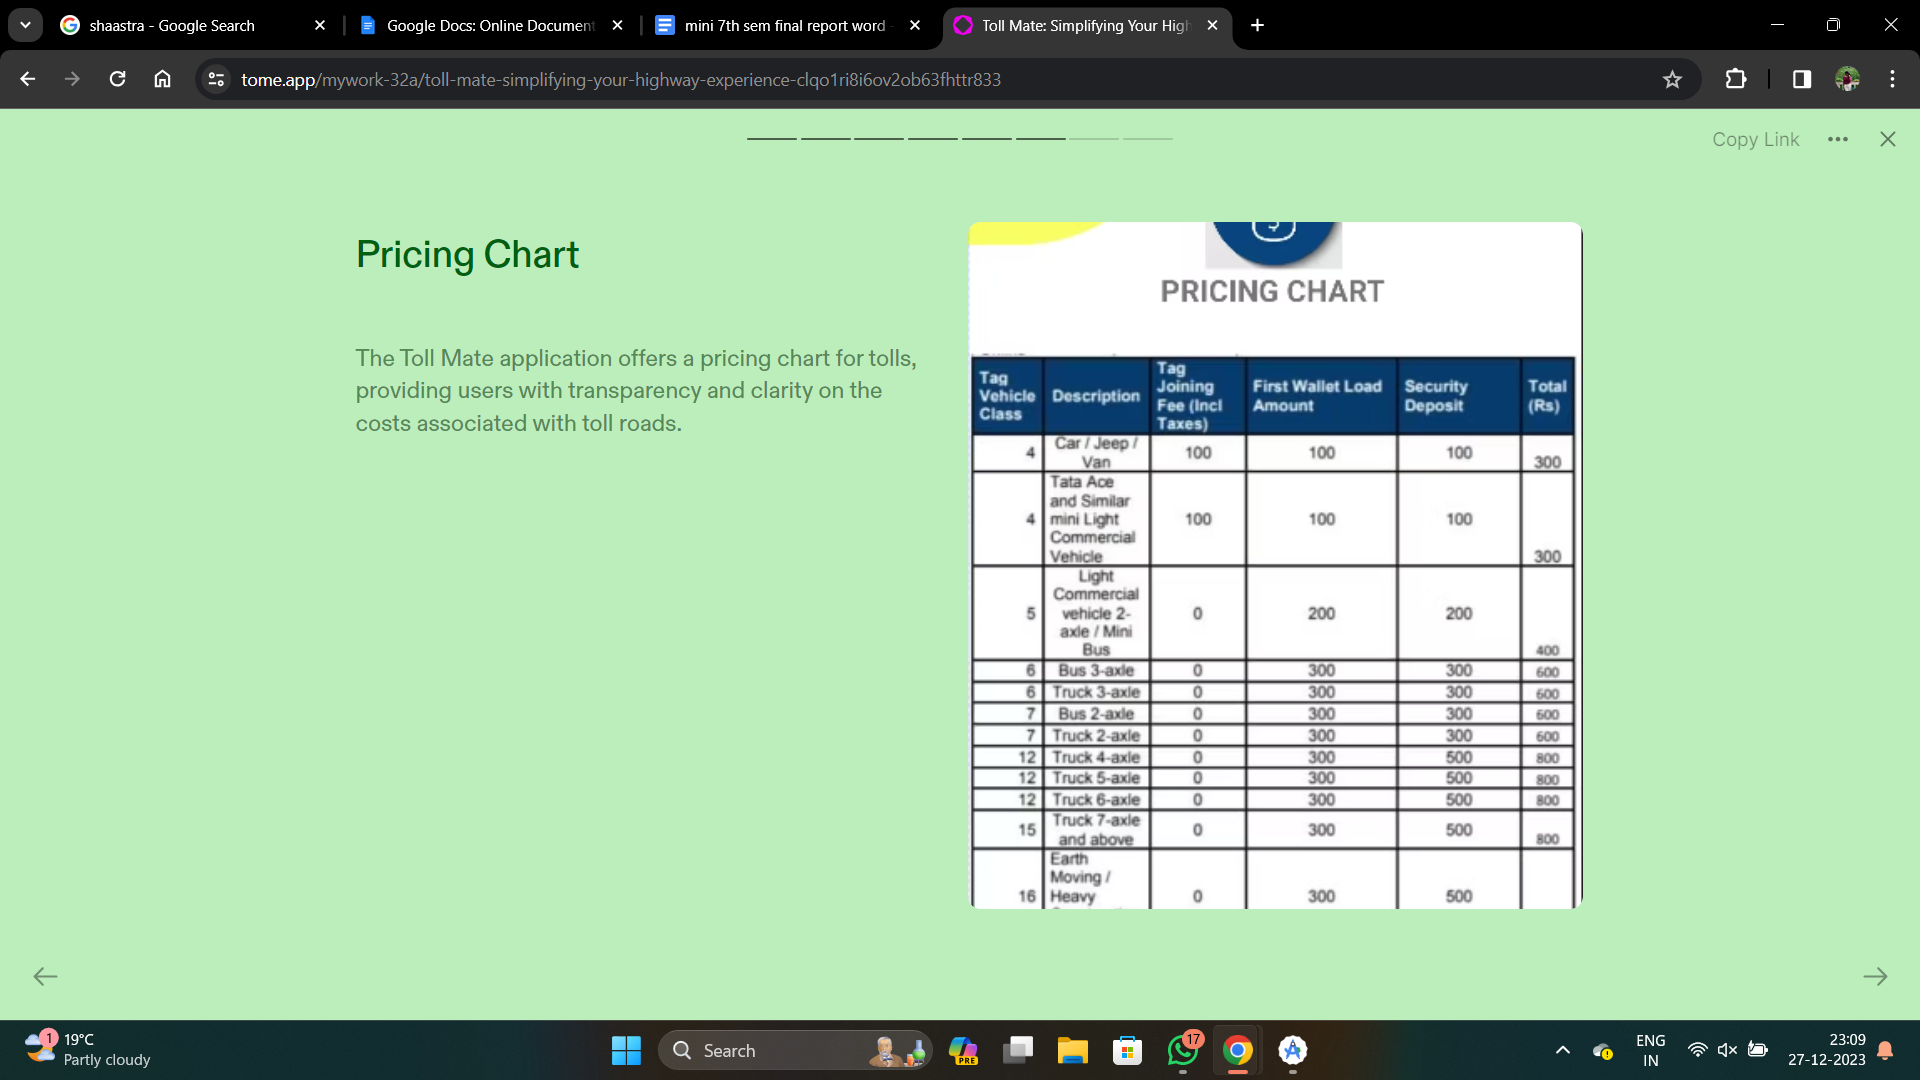 shaastra - Google Search
Google Docs: Online Document
mini 7th sem final report word -
Toll Mate: Simplifying Your High
tome.app/mywork-32a/toll-mate-simplifying-your-highway-experience-clqo1ri8i6ov2ob63fhttr833
Copy Link
Pricing Chart
The Toll Mate application offers a pricing chart for tolls,
providing users with transparency and clarity on the
costs associated with toll roads.
PRICING CHART
Tag Vehicle Class Description Tag Joining Fee (Incl Taxes) First Wallet Load Amount Security Deposit Total (Rs)
4 Car / Jeep / Van 100 100 100 300
4 Tata Ace and Similar mini Light Commercial Vehicle 100 100 100 300
5 Light Commercial vehicle 2-axle / Mini Bus 0 200 200 400
6 Bus 3-axle 0 300 300 600
6 Truck 3-axle 0 300 300 600
7 Bus 2-axle 0 300 300 600
7 Truck 2-axle 0 300 300 600
12 Truck 4-axle 0 300 500 800
12 Truck 5-axle 0 300 500 800
12 Truck 6-axle 0 300 500 800
15 Truck 7-axle and above 0 300 500 800
16 Earth Moving / Heavy 0 300 500
1
19°C
Partly cloudy
Search
PRE
17
ENG
IN
23:09
27-12-2023